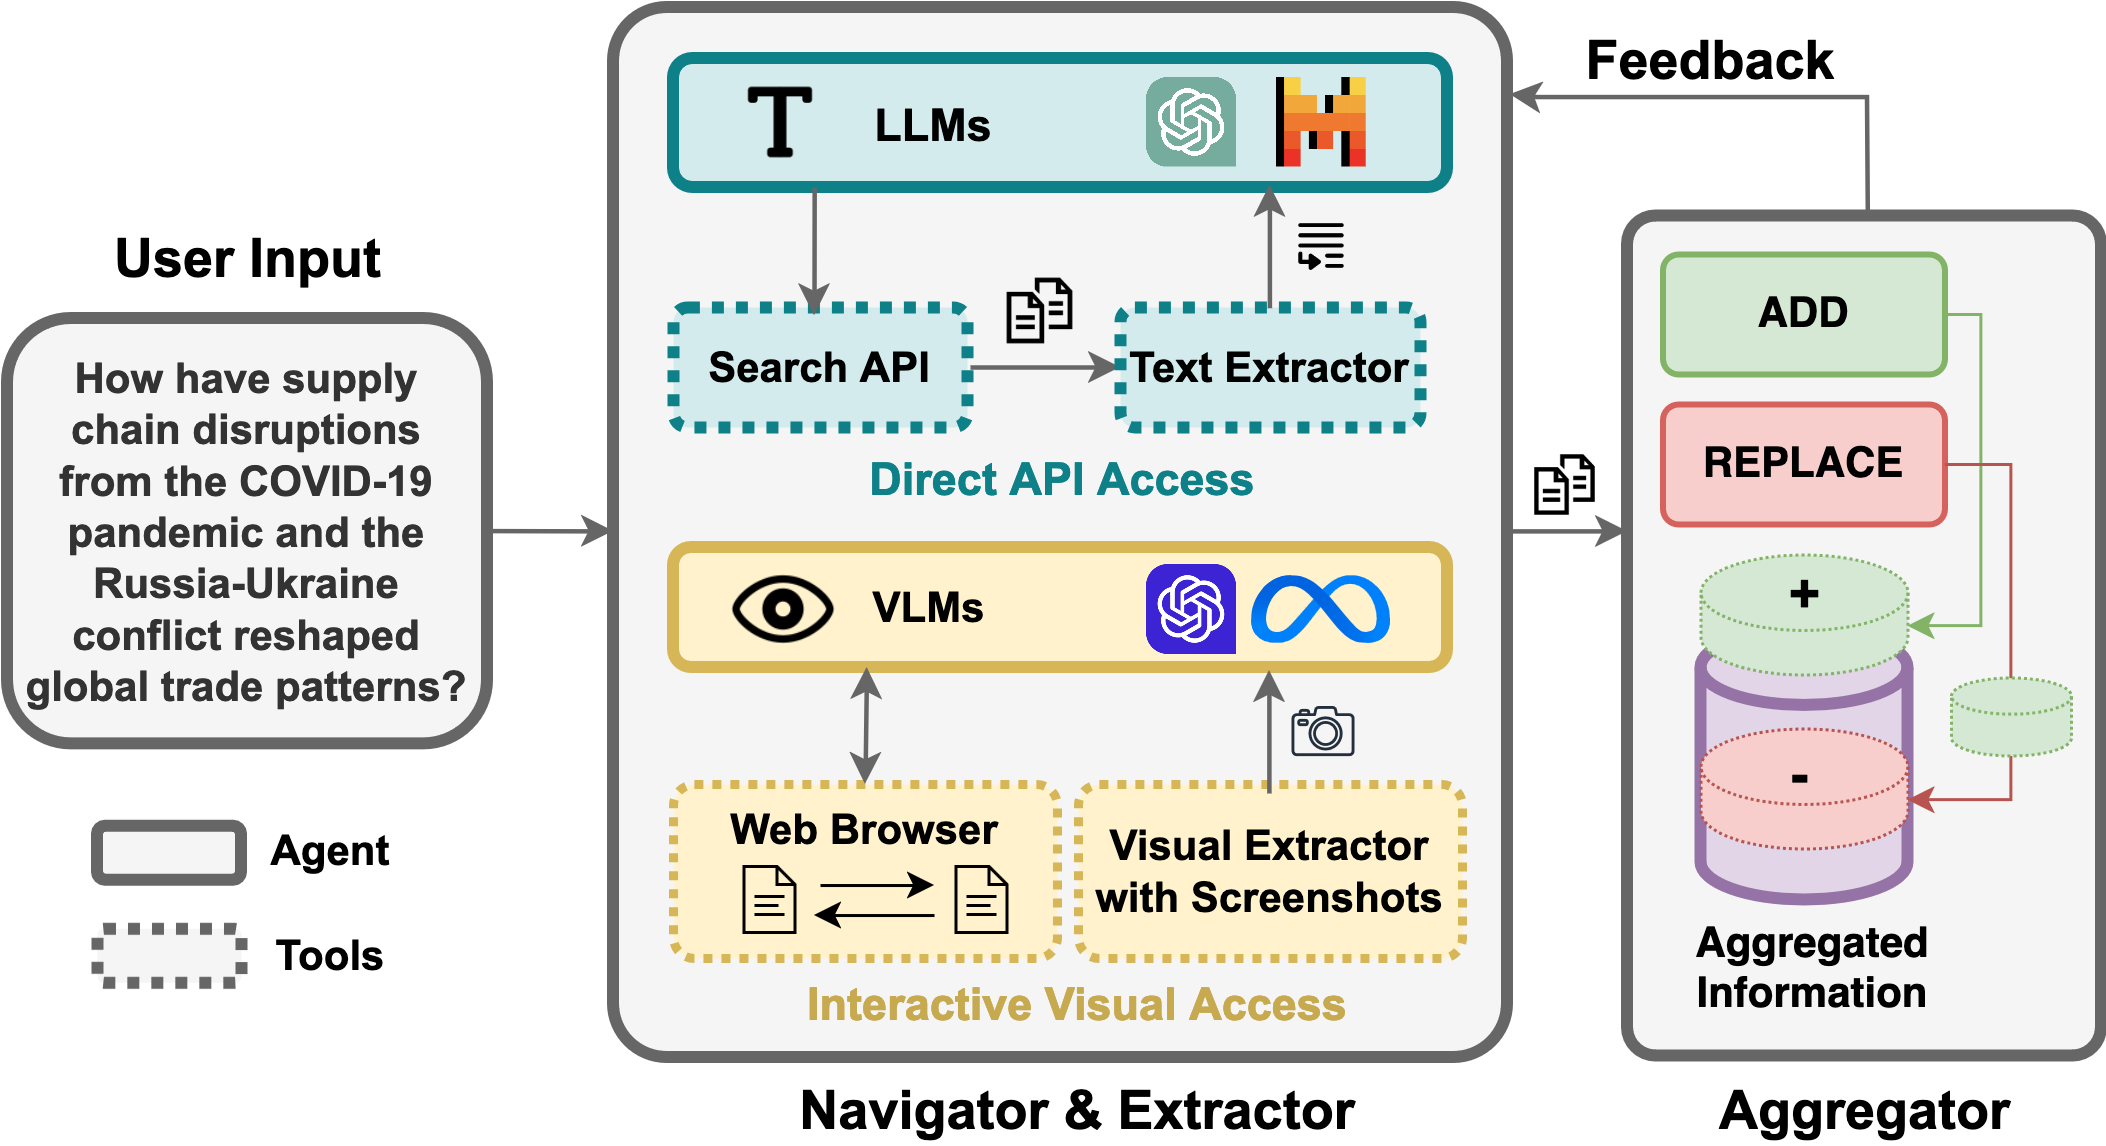 User Input
How have supply
chain disruptions
from the COVID-19
pandemic and the
Russia-Ukraine
conflict reshaped
global trade patterns?
Agent
Tools
LLMs
Search API
Text Extractor
Direct API Access
VLMs
Web Browser
Visual Extractor
with Screenshots
Interactive Visual Access
Navigator & Extractor
Feedback
ADD
REPLACE
+
-
Aggregated
Information
Aggregator